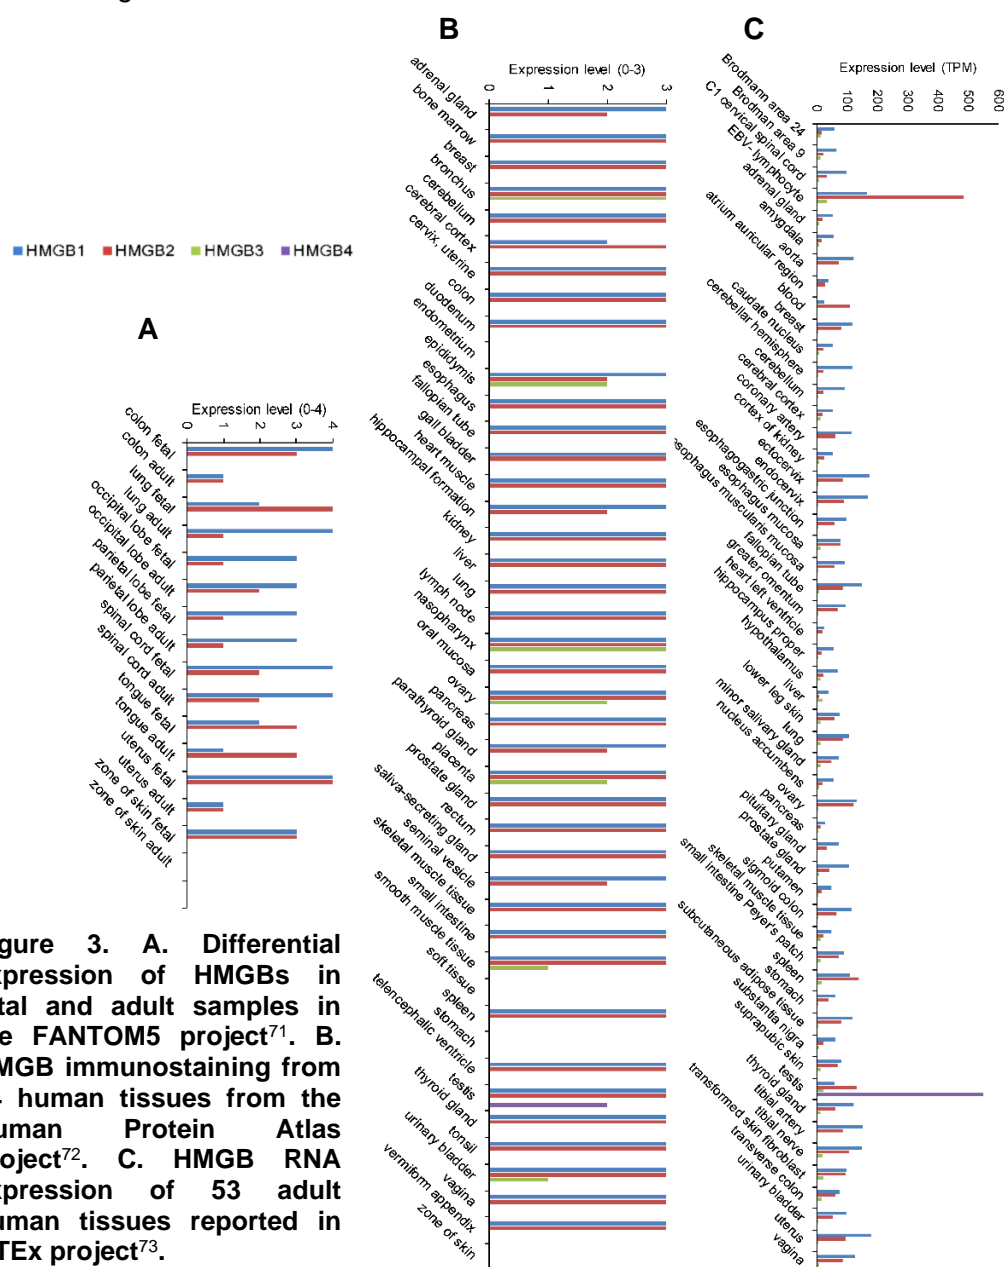 B
C
HMGB1 HMGB2 HMGB3 HMGB4
A
Expression level (0-4)
0 1 2 3 4
colon fetal
colon adult
lung fetal
lung adult
occipital lobe fetal
occipital lobe adult
parietal lobe fetal
parietal lobe adult
spinal cord fetal
spinal cord adult
tongue fetal
tongue adult
uterus fetal
uterus adult
zone of skin fetal
zone of skin adult
Expression level (0-3)
0 1 2 3
adrenal gland
bone marrow
breast
bronchus
cerebellum
cerebral cortex
cervix, uterine
colon
duodenum
endometrium
epididymis
esophagus
fallopian tube
gall bladder
heart muscle
hippocampal formation
kidney
liver
lung
lymph node
nasopharynx
oral mucosa
ovary
pancreas
parathyroid gland
placenta
prostate gland
rectum
saliva-secreting gland
seminal vesicle
skeletal muscle tissue
small intestine
smooth muscle tissue
soft tissue
spleen
stomach
telencephalic ventricle
testis
thyroid gland
tonsil
urinary bladder
vagina
vermiform appendix
zone of skin
Expression level (TPM)
0 100 200 300 400 500 600
Brodmann area 24
Brodman area 9
C1 cervical spinal cord
EBV- lymphocyte
adrenal gland
amygdala
aorta
atrium auricular region
blood
breast
caudate nucleus
cerebellar hemisphere
cerebellum
cerebral cortex
coronary artery
cortex of kidney
ectocervix
endocervix
esophagogastric junction
esophagus mucosa
esophagus muscularis mucosa
fallopian tube
greater omentum
heart left ventricle
hippocampus proper
hypothalamus
liver
lower leg skin
lung
minor salivary gland
nucleus accumbens
ovary
pancreas
pituitary gland
prostate gland
putamen
sigmoid colon
skeletal muscle tissue
small intestine Peyer's patch
spleen
stomach
subcutaneous adipose tissue
substantia nigra
suprapubic skin
testis
thyroid gland
tibial artery
tibial nerve
transformed skin fibroblast
transverse colon
urinary bladder
uterus
vagina
igure 3. A. Differential
xpression of HMGBs in
tal and adult samples in
e FANTOM5 project71. B.
MGB immunostaining from
4 human tissues from the
uman Protein Atlas
oject72. C. HMGB RNA
xpression of 53 adult
uman tissues reported in
TEx project73.